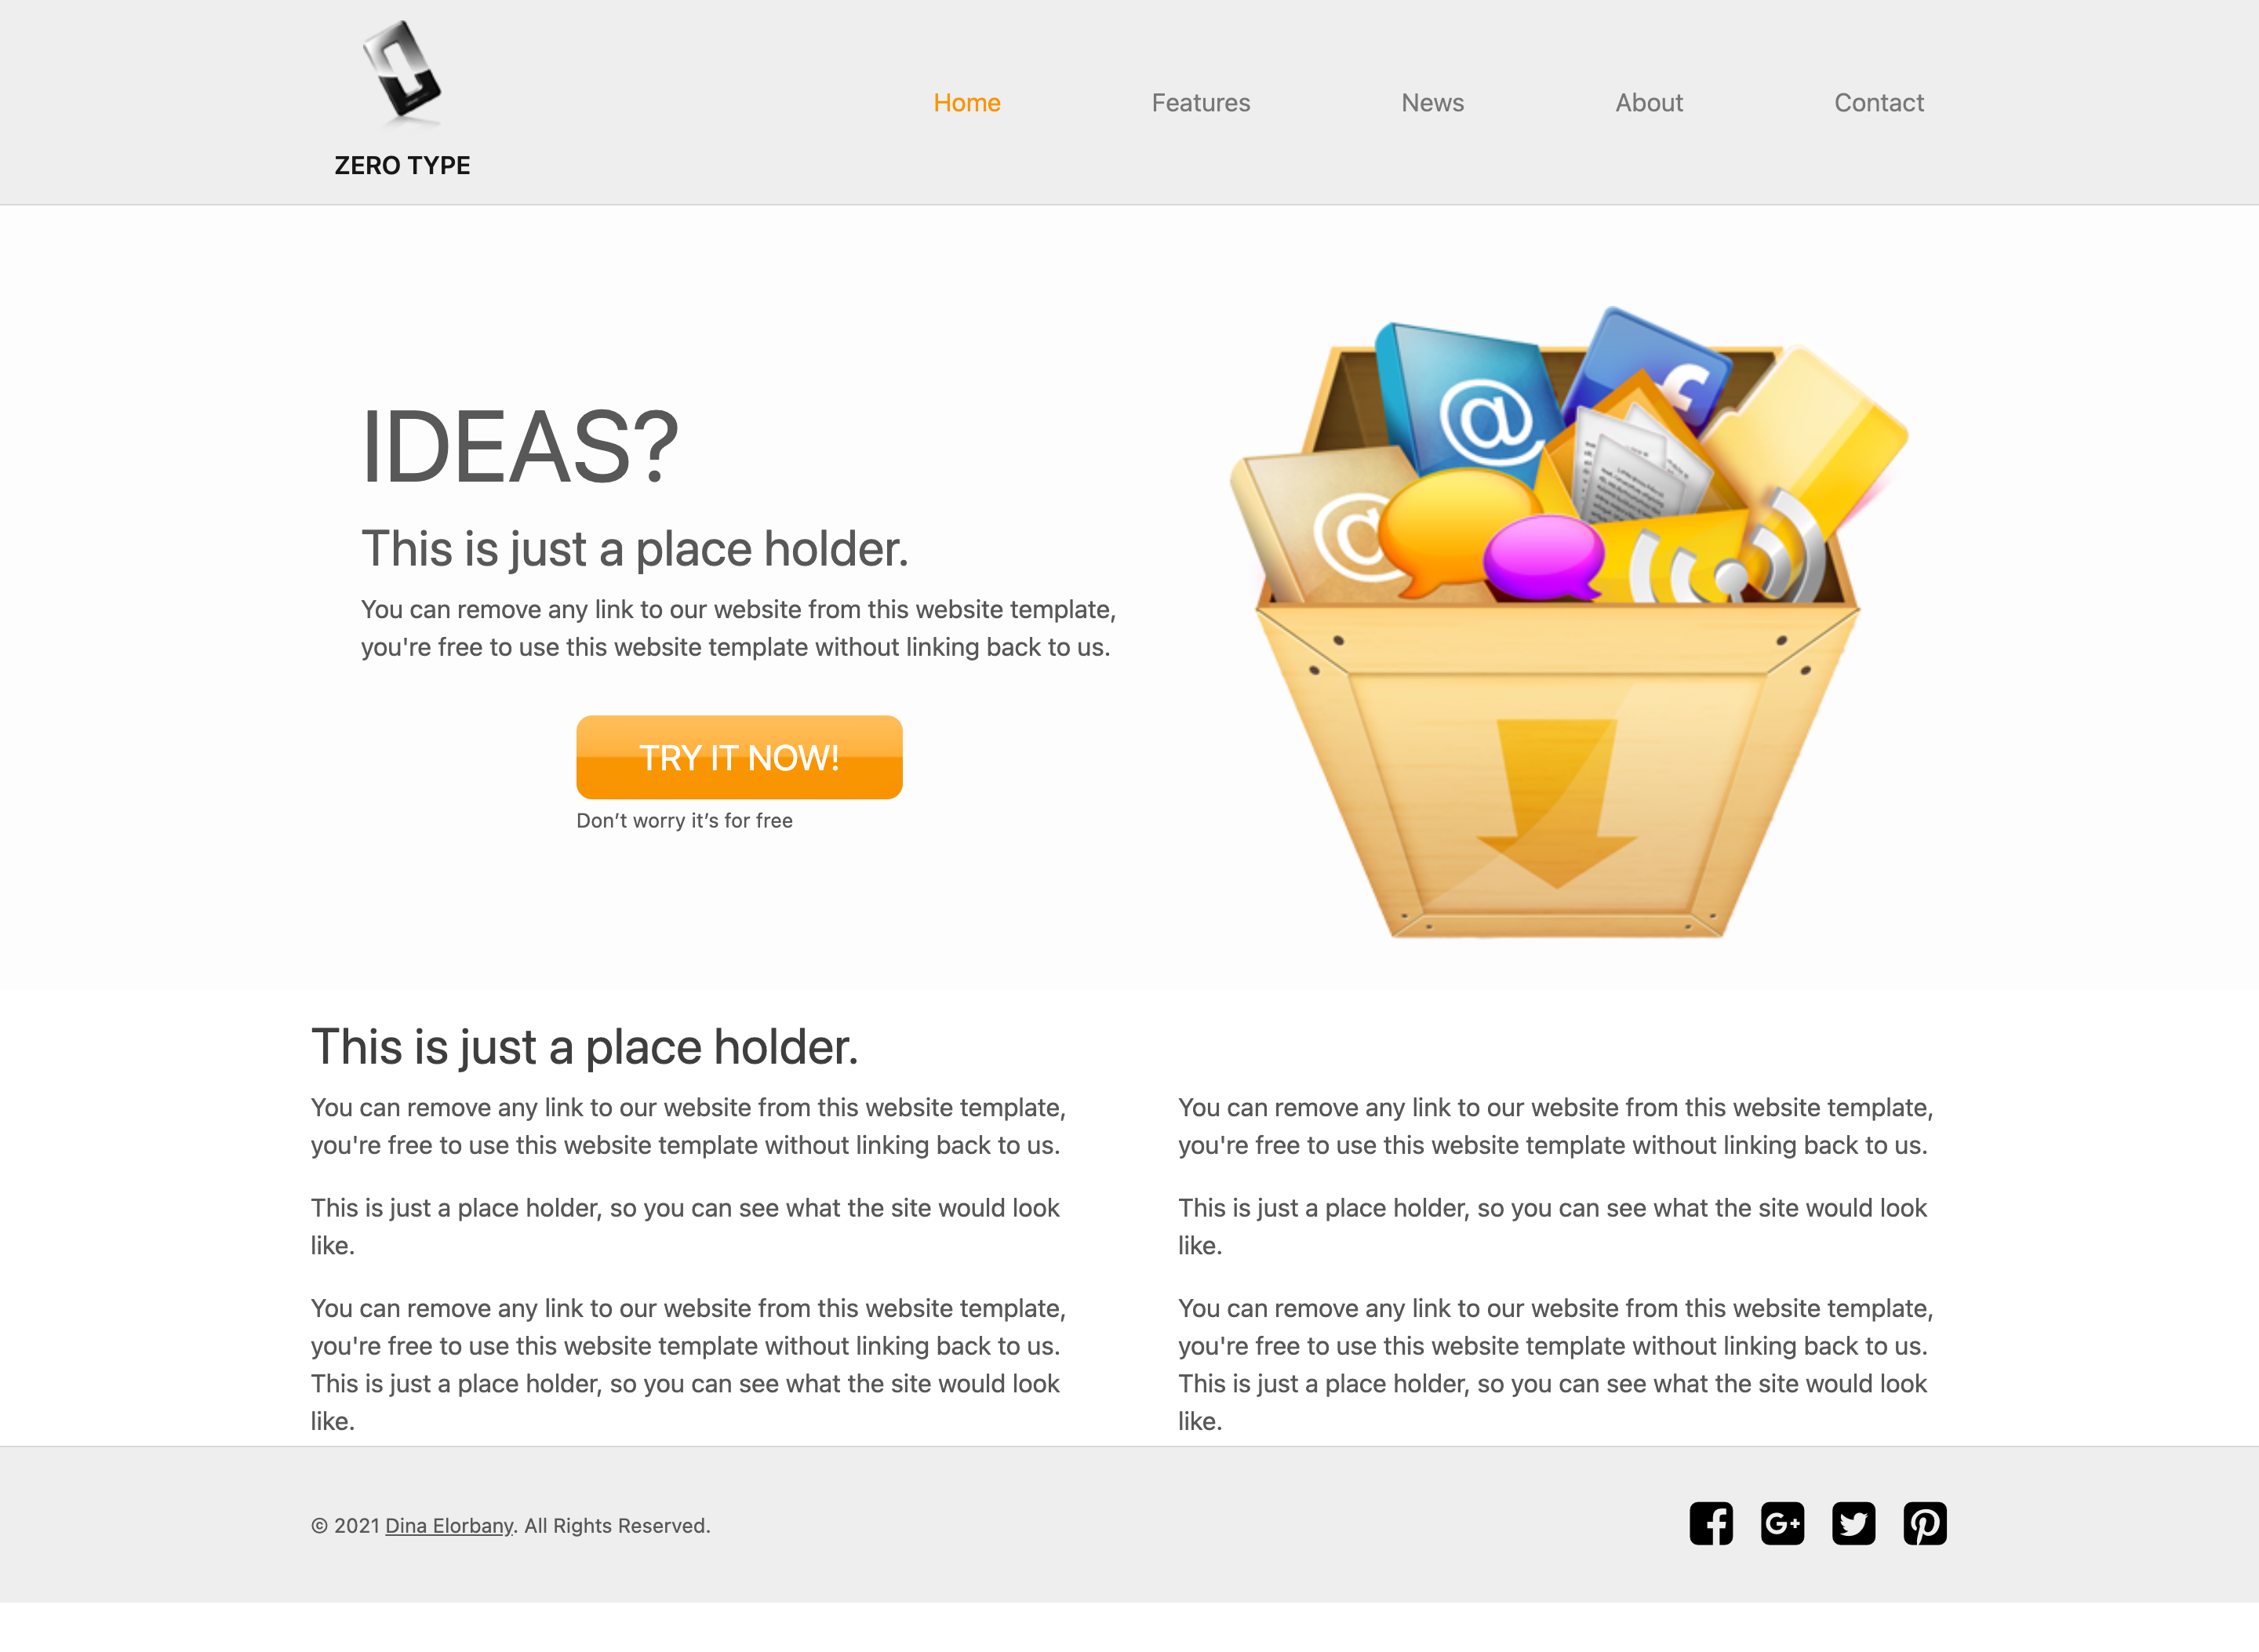 ZERO TYPE
Home Features News About Contact
IDEAS?
This is just a place holder.
You can remove any link to our website from this website template,
you're free to use this website template without linking back to us.
TRY IT NOW!
Don’t worry it’s for free
@
@
This is just a place holder.
You can remove any link to our website from this website template,
you're free to use this website template without linking back to us.
This is just a place holder, so you can see what the site would look
like.
You can remove any link to our website from this website template,
you're free to use this website template without linking back to us.
This is just a place holder, so you can see what the site would look
like.
You can remove any link to our website from this website template,
you're free to use this website template without linking back to us.
This is just a place holder, so you can see what the site would look
like.
You can remove any link to our website from this website template,
you're free to use this website template without linking back to us.
This is just a place holder, so you can see what the site would look
like.
© 2021 Dina Elorbany. All Rights Reserved.